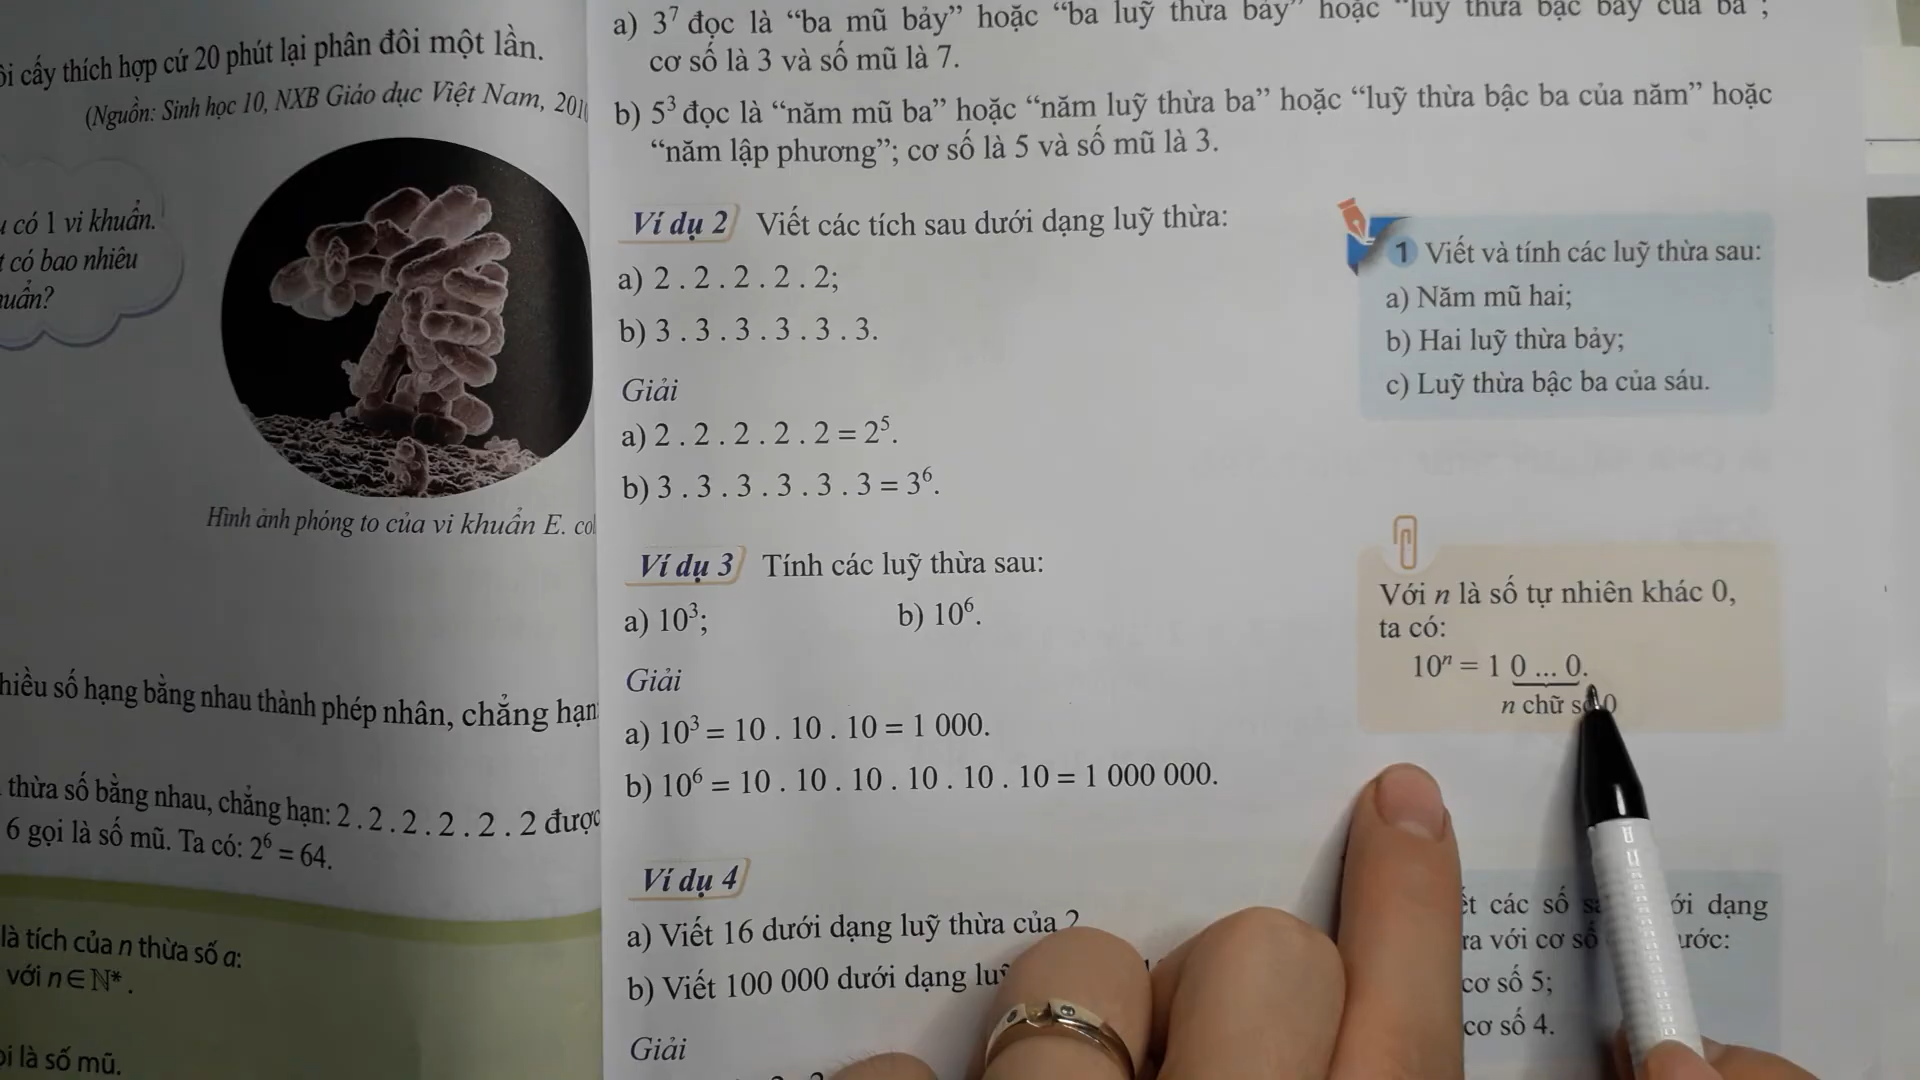 ôi cấy thích hợp cứ 20 phút lại phân đôi một lần.
(Nguồn: Sinh học 10, NXB Giáo dục Việt Nam, 201
có 1 vi khuẩn.
có bao nhiêu
uẩn?
Hình ảnh phóng to của vi khuẩn E. col
hiều số hạng bằng nhau thành phép nhân, chẳng hạn
thừa số bằng nhau, chẳng hạn: 2 . 2 . 2 . 2 . 2 . 2 được
6 gọi là số mũ. Ta có: 2⁶ = 64.
là tích của n thừa số a:
với n ∈ ℕ*.
ọi là số mũ.
a) 3⁷ đọc là “ba mũ bảy” hoặc “ba luỹ thừa bảy” hoặc “luỹ thừa bậc bảy của ba”;
cơ số là 3 và số mũ là 7.
b) 5³ đọc là “năm mũ ba” hoặc “năm luỹ thừa ba” hoặc “luỹ thừa bậc ba của năm” hoặc
“năm lập phương”; cơ số là 5 và số mũ là 3.
Ví dụ 2 Viết các tích sau dưới dạng luỹ thừa:
a) 2 . 2 . 2 . 2 . 2;
b) 3 . 3 . 3 . 3 . 3 . 3.
Giải
a) 2 . 2 . 2 . 2 . 2 = 2⁵.
b) 3 . 3 . 3 . 3 . 3 . 3 = 3⁶.
Ví dụ 3 Tính các luỹ thừa sau:
a) 10³; b) 10⁶.
Giải
a) 10³ = 10 . 10 . 10 = 1 000.
b) 10⁶ = 10 . 10 . 10 . 10 . 10 . 10 = 1 000 000.
Ví dụ 4
a) Viết 16 dưới dạng luỹ thừa của 2
b) Viết 100 000 dưới dạng luỹ
Giải
1 Viết và tính các luỹ thừa sau:
a) Năm mũ hai;
b) Hai luỹ thừa bảy;
c) Luỹ thừa bậc ba của sáu.
Với n là số tự nhiên khác 0,
ta có:
10ⁿ = 1 0 ... 0.
n chữ số 0
ết các số ới dạng
ừa với cơ số ước:
cơ số 5;
cơ số 4.